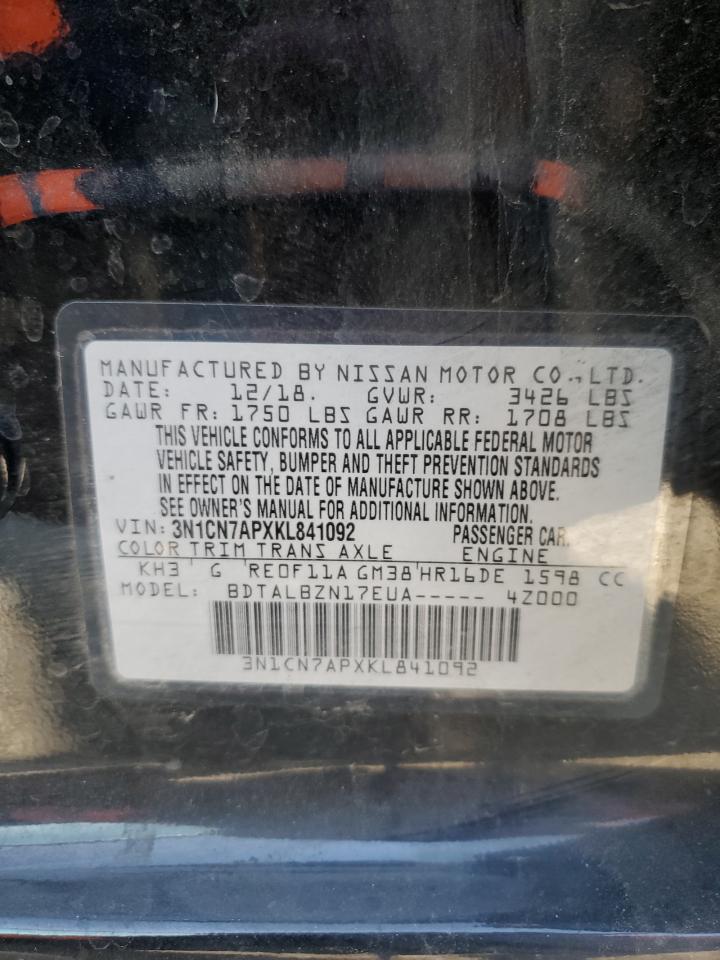 MANUFACTURED BY NISSAN MOTOR CO.,LTD.
DATE: 12/18. GVWR: 3426 LBS
GAWR FR: 1750 LBS GAWR RR: 1708 LBS
THIS VEHICLE CONFORMS TO ALL APPLICABLE FEDERAL MOTOR
VEHICLE SAFETY, BUMPER AND THEFT PREVENTION STANDARDS
IN EFFECT ON THE DATE OF MANUFACTURE SHOWN ABOVE.
SEE OWNER'S MANUAL FOR ADDITIONAL INFORMATION.
VIN: 3N1CN7APXKL841092 PASSENGER CAR.
COLOR TRIM TRANS AXLE ENGINE
KH3 G RE0F11A GM38 HR16DE 1598 CC
MODEL: BDTALBZN17EUA----- 4Z000
3N1CN7APXKL841092